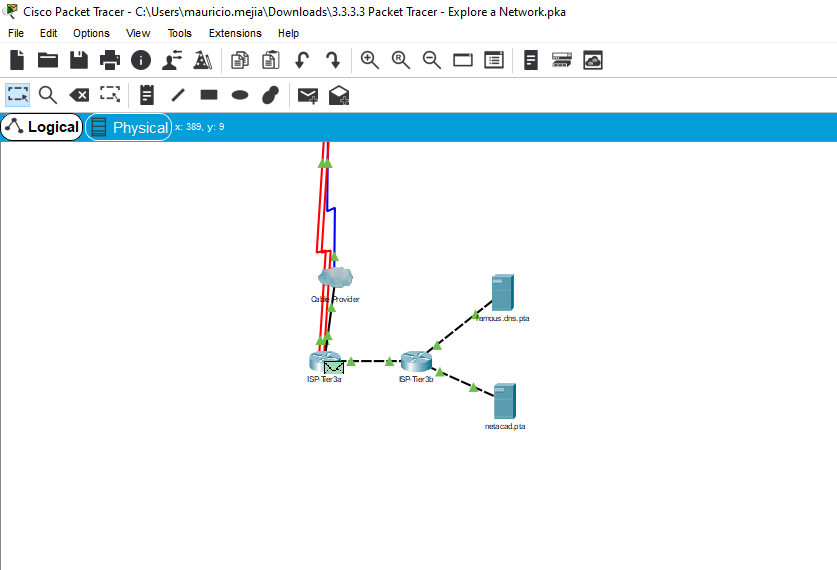 Cisco Packet Tracer - C:\Users\mauricio.mejia\Downloads\3.3.3.3 Packet Tracer - Explore a Network.pka
File Edit Options View Tools Extensions Help
Logical Physical x: 389, y: 9
Cable Provider
famous.dns.pta
ISP-Tier3a ISP-Tier3b
netacad.pta